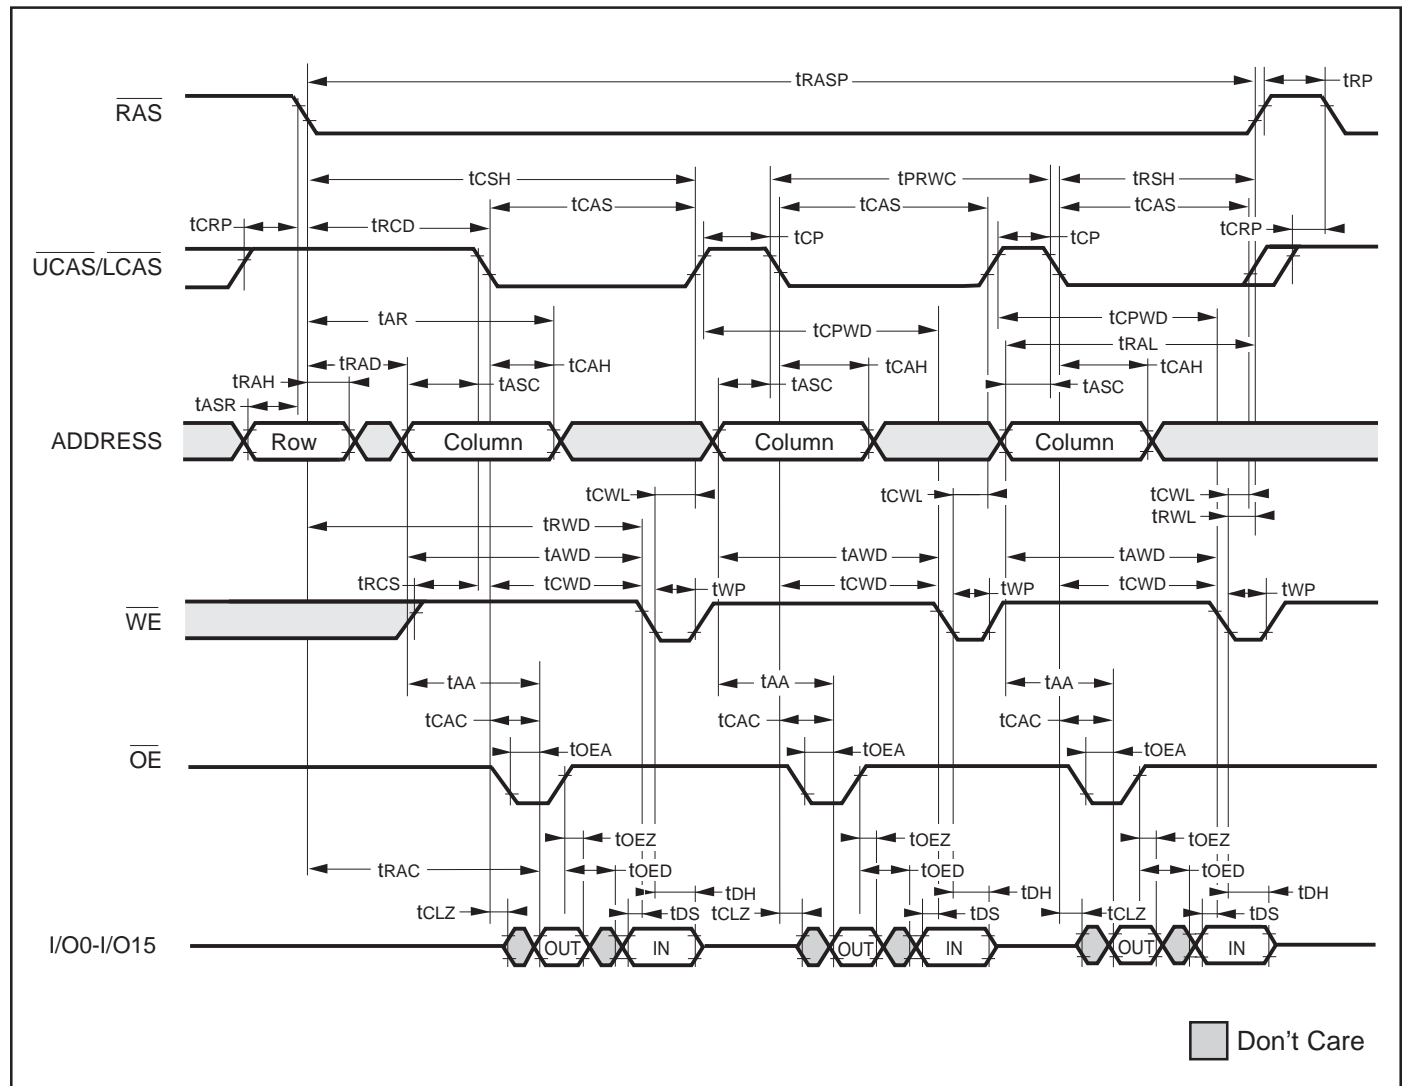 tRASP
tRP
RAS
tCSH
tPRWC
tRSH
tCAS
tCAS
tCAS
tCRP
tRCD
tCP
tCP
tCRP
UCAS/LCAS
tAR
tCPWD
tCPWD
tRAL
tRAD
tCAH
tCAH
tCAH
tRAH
tASC
tASC
tASC
tASR
ADDRESS
Row
Column
Column
Column
tCWL
tCWL
tCWL
tRWL
tRWD
tAWD
tAWD
tAWD
tRCS
tCWD
tWP
tCWD
tWP
tCWD
tWP
WE
tAA
tAA
tAA
tCAC
tCAC
tCAC
tOEA
tOEA
tOEA
OE
tOEZ
tOEZ
tOEZ
tRAC
tOED
tOED
tOED
tDH
tDH
tDH
tCLZ
tDS
tCLZ
tDS
tCLZ
tDS
I/O0-I/O15
OUT
IN
OUT
IN
OUT
IN
Don't Care